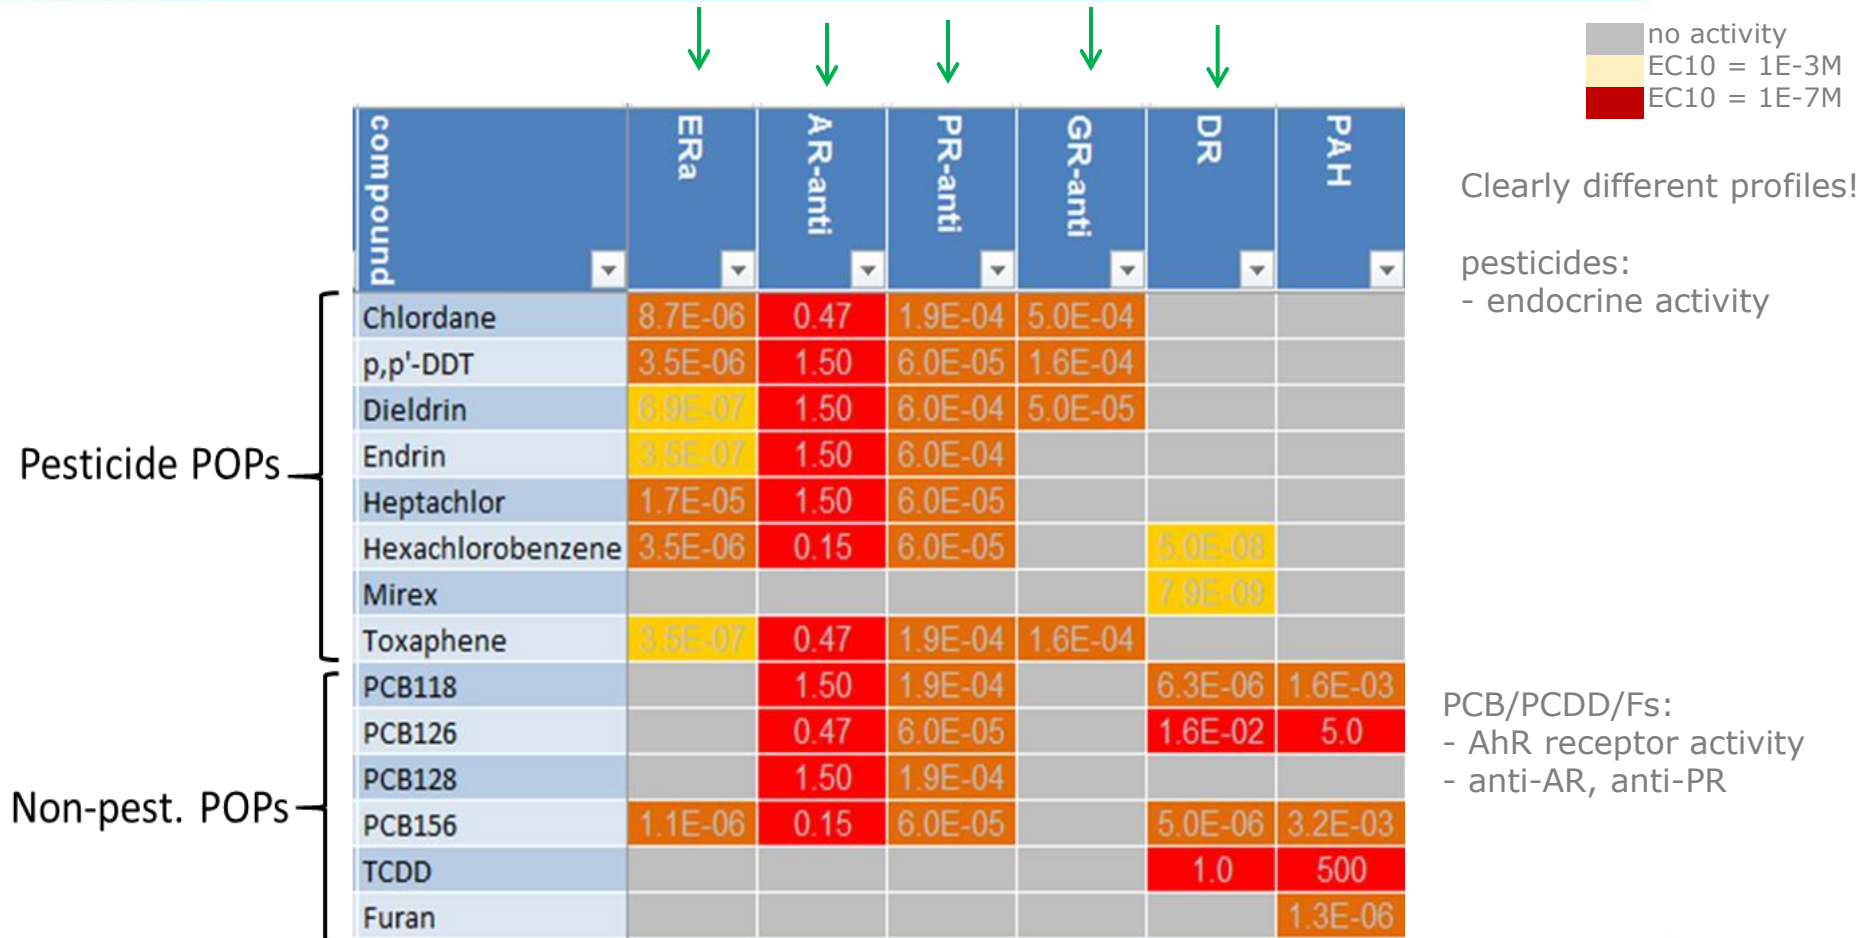 no activity
EC10 = 1E-3M
EC10 = 1E-7M
compound ERa AR-anti PR-anti GR-anti DR PAH
Chlordane 8.7E-06 0.47 1.9E-04 5.0E-04
p,p'-DDT 3.5E-06 1.50 6.0E-05 1.6E-04
Dieldrin 6.9E-07 1.50 6.0E-04 5.0E-05
Endrin 3.5E-07 1.50 6.0E-04
Heptachlor 1.7E-05 1.50 6.0E-05
Hexachlorobenzene 3.5E-06 0.15 6.0E-05 5.0E-08
Mirex 7.9E-09
Toxaphene 3.5E-07 0.47 1.9E-04 1.6E-04
PCB118 1.50 1.9E-04 6.3E-06 1.6E-03
PCB126 0.47 6.0E-05 1.6E-02 5.0
PCB128 1.50 1.9E-04
PCB156 1.1E-06 0.15 6.0E-05 5.0E-06 3.2E-03
TCDD 1.0 500
Furan 1.3E-06
Pesticide POPs
Non-pest. POPs
Clearly different profiles!
pesticides:
- endocrine activity
PCB/PCDD/Fs:
- AhR receptor activity
- anti-AR, anti-PR